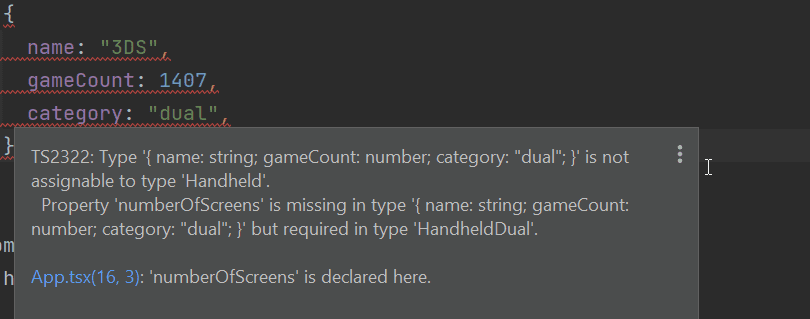 {
name: "3DS",
gameCount: 1407,
category: "dual",
}
TS2322: Type '{ name: string; gameCount: number; category: "dual"; }' is not
assignable to type 'Handheld'.
Property 'numberOfScreens' is missing in type '{ name: string; gameCount:
number; category: "dual"; }' but required in type 'HandheldDual'.
om
h
App.tsx(16, 3): 'numberOfScreens' is declared here.